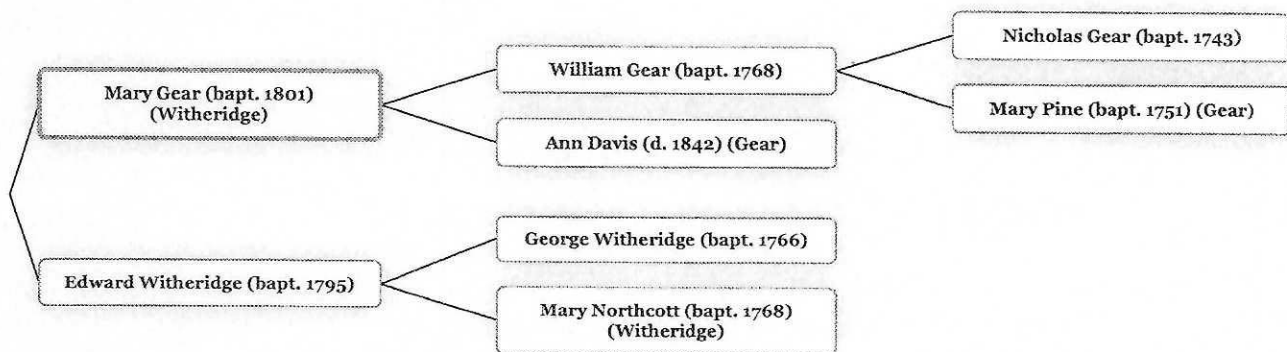 Mary Gear (bapt. 1801)
(Witheridge)
William Gear (bapt. 1768)
Ann Davis (d. 1842) (Gear)
Nicholas Gear (bapt. 1743)
Mary Pine (bapt. 1751) (Gear)
Edward Witheridge (bapt. 1795)
George Witheridge (bapt. 1766)
Mary Northcott (bapt. 1768)
(Witheridge)